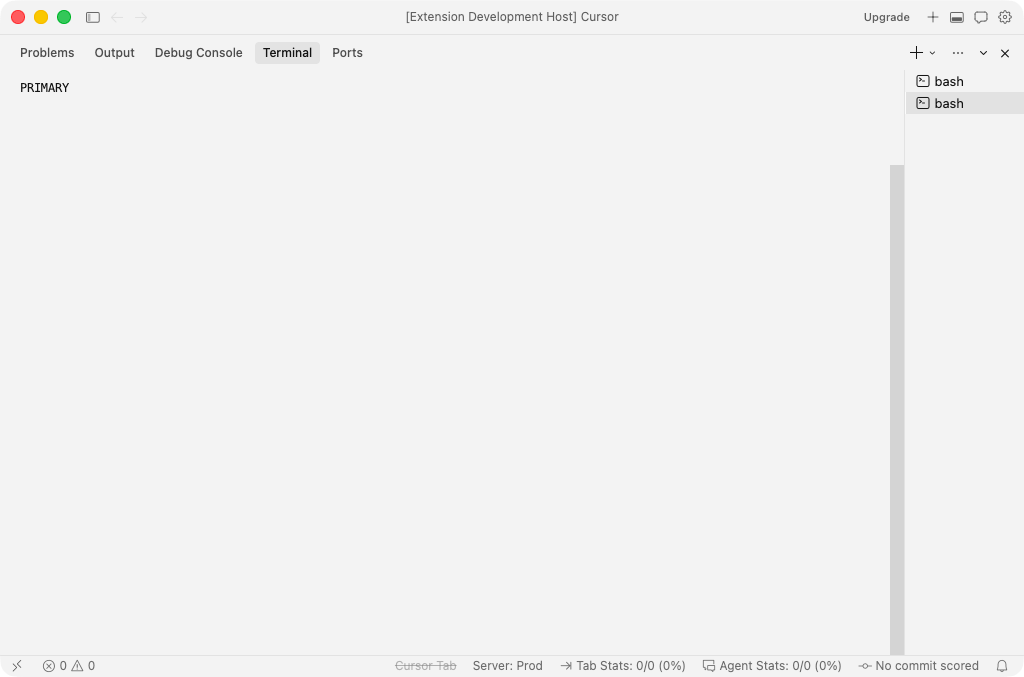 [Extension Development Host] Cursor
Upgrade
Problems Output Debug Console Terminal Ports
PRIMARY
bash
bash
0 0 Cursor Tab Server: Prod Tab Stats: 0/0 (0%) Agent Stats: 0/0 (0%) No commit scored